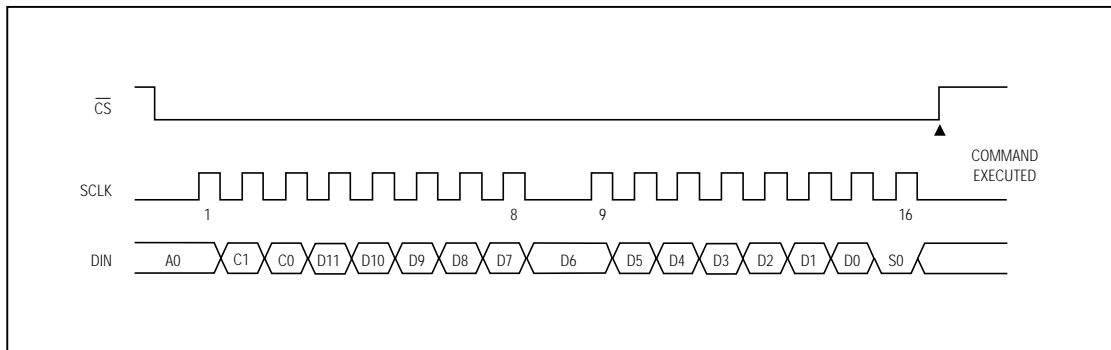 CS
COMMAND
EXECUTED
SCLK
1 8 9 16
DIN A0 C1 C0 D11 D10 D9 D8 D7 D6 D5 D4 D3 D2 D1 D0 S0